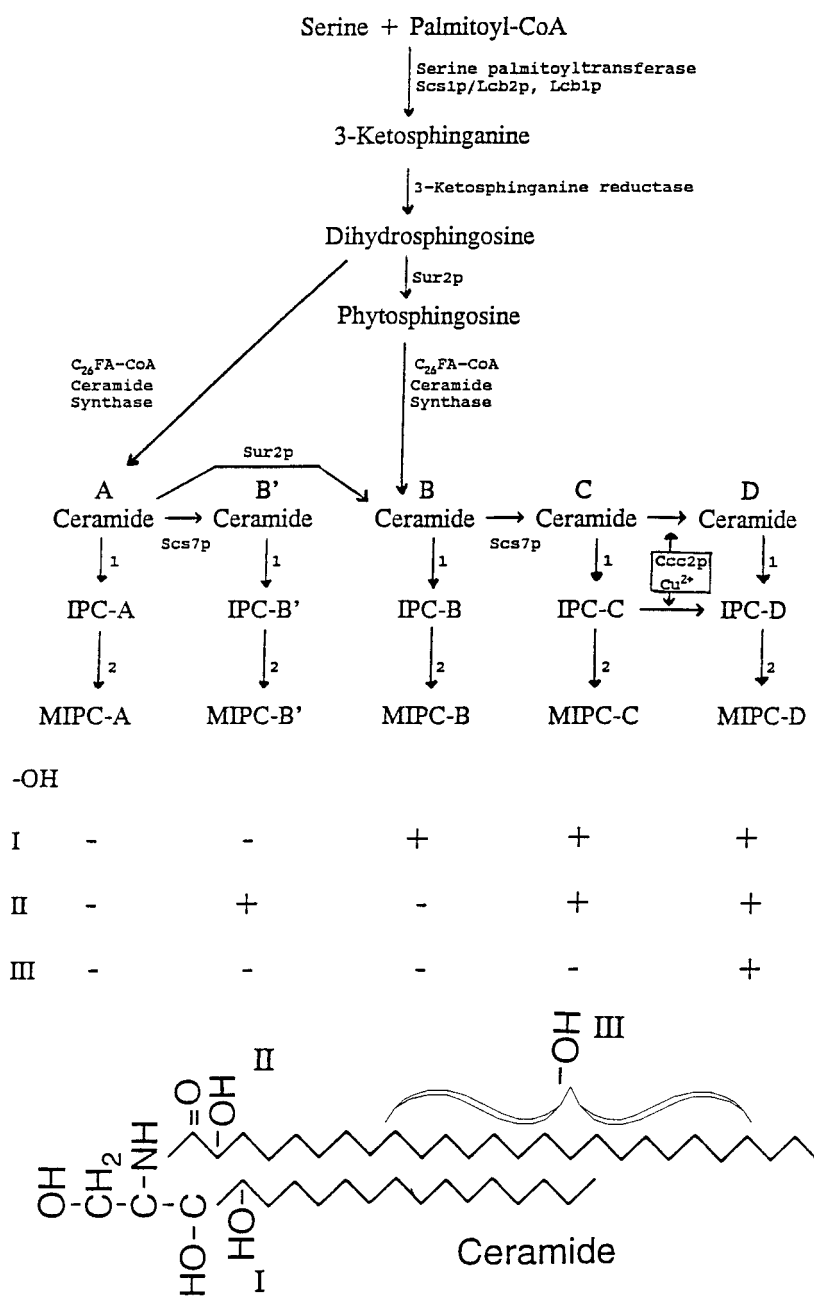 Serine + Palmitoyl-CoA
Serine palmitoyltransferase
Scs1p/Lcb2p, Lcb1p
3-Ketosphinganine
3-Ketosphinganine reductase
Dihydrosphingosine
Sur2p
Phytosphingosine
C₂₆FA-CoA
Ceramide
Synthase
C₂₆FA-CoA
Ceramide
Synthase
Sur2p
A B' B C D
Ceramide Ceramide Ceramide Ceramide Ceramide
Scs7p Scs7p
1 1 1 1 1
Ccc2p
Cu²⁺
IPC-A IPC-B' IPC-B IPC-C IPC-D
2 2 2 2 2
MIPC-A MIPC-B' MIPC-B MIPC-C MIPC-D
-OH
I - - + + +
II - + - + +
III - - - - +
-OH III
II
=O -OH
OH-CH₂-C-NH
C
HO- HO-
I
Ceramide